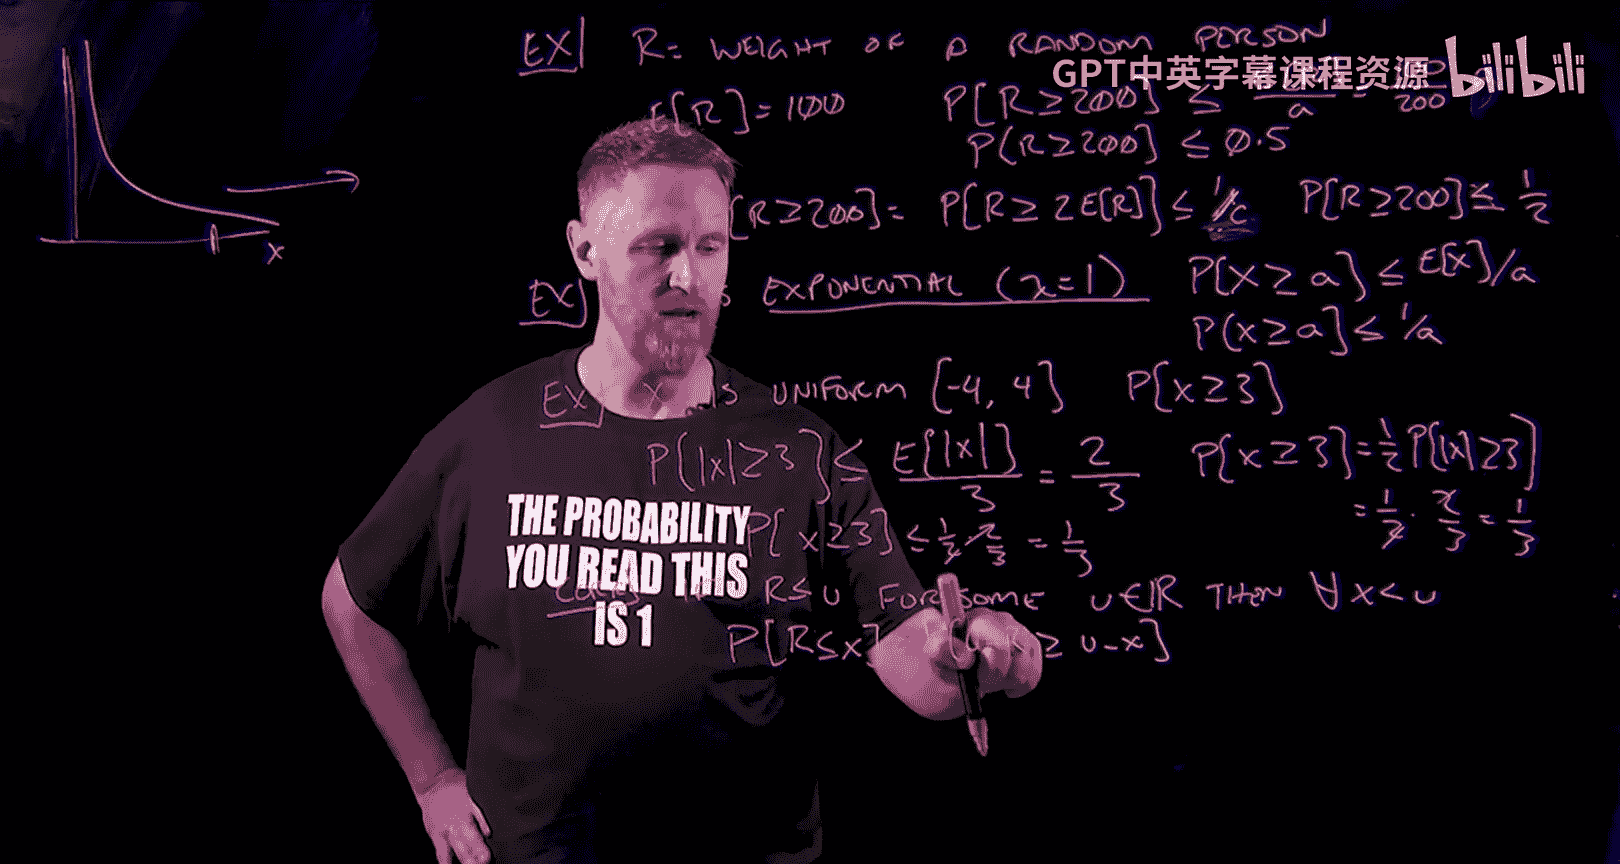 EX| R = WEIGHT OF A RANDOM PERSON
GPT中英字幕课程资源 bilibili
E[R] = 100 P[R ≥ 200] ≤ /a 200
P[R ≥ 200] ≤ 0.5
[R ≥ 200] = P[R ≥ 2E[R]] ≤ 1/c P[R ≥ 200] ≤ 1/2
EX] EXPONENTIAL (λ=1) P[X ≥ a] ≤ E[X]/a
P[X ≥ a] ≤ 1/a
x
EX] X IS UNIFORM [-4, 4] P[X ≥ 3]
P[|X| ≥ 3] ≤ E[|X|]/3 = 2/3 P[X ≥ 3] = 1/2 P[|X| ≥ 3]
= 1/2 · 2/3 = 1/3
P[X ≥ 3] ≤ 1/2 · 2/3 = 1/3
THE PROBABILITY
YOU READ THIS
IS 1
R ≤ U FOR SOME U ∈ ℝ THEN ∀ X < U
P[R ≤ X] ≥ U-X]